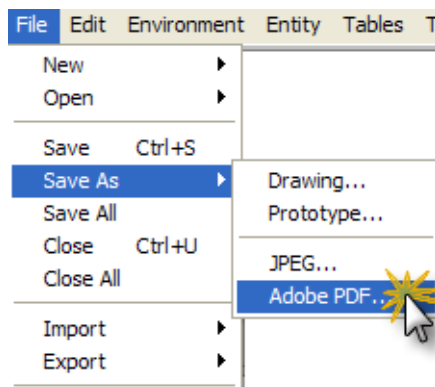 File Edit Environment Entity Tables T
New
Open
Save Ctrl+S
Save As
Save All
Close Ctrl+U
Close All
Import
Export
Drawing...
Prototype...
JPEG...
Adobe PDF...